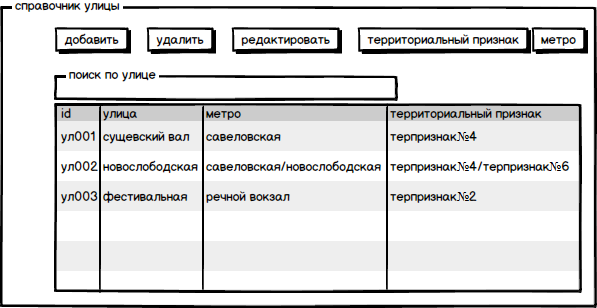 справочник улицы
добавить удалить редактировать территориальный признак метро
поиск по улице
id улица метро территориальный признак
ул001 сущевский вал савеловская терпризнак№4
ул002 новослободская савеловская/новослободская терпризнак№4/терпризнак№6
ул003 фестивальная речной вокзал терпризнак№2